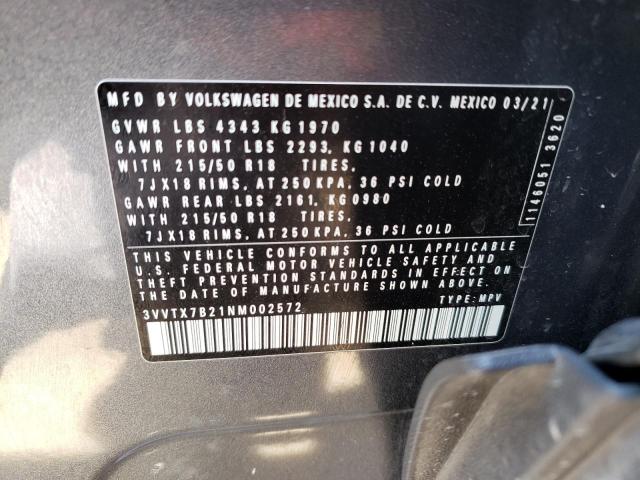 MFD BY VOLKSWAGEN DE MEXICO S.A. DE C.V. MEXICO 03/21
GVWR LBS 4343 KG 1970
GAWR FRONT LBS 2293, KG 1040
WITH 215/50 R18 TIRES,
7JX18 RIMS, AT 250 KPA, 36 PSI COLD
GAWR REAR LBS 2161, KG 0980
WITH 215/50 R18 TIRES,
7JX18 RIMS, AT 250 KPA, 36 PSI COLD
THIS VEHICLE CONFORMS TO ALL APPLICABLE
U.S. FEDERAL MOTOR VEHICLE SAFETY AND
THEFT PREVENTION STANDARDS IN EFFECT ON
THE DATE OF MANUFACTURE SHOWN ABOVE
3VVTX7B21NM002572 TYPE: MPV
1146051 3620